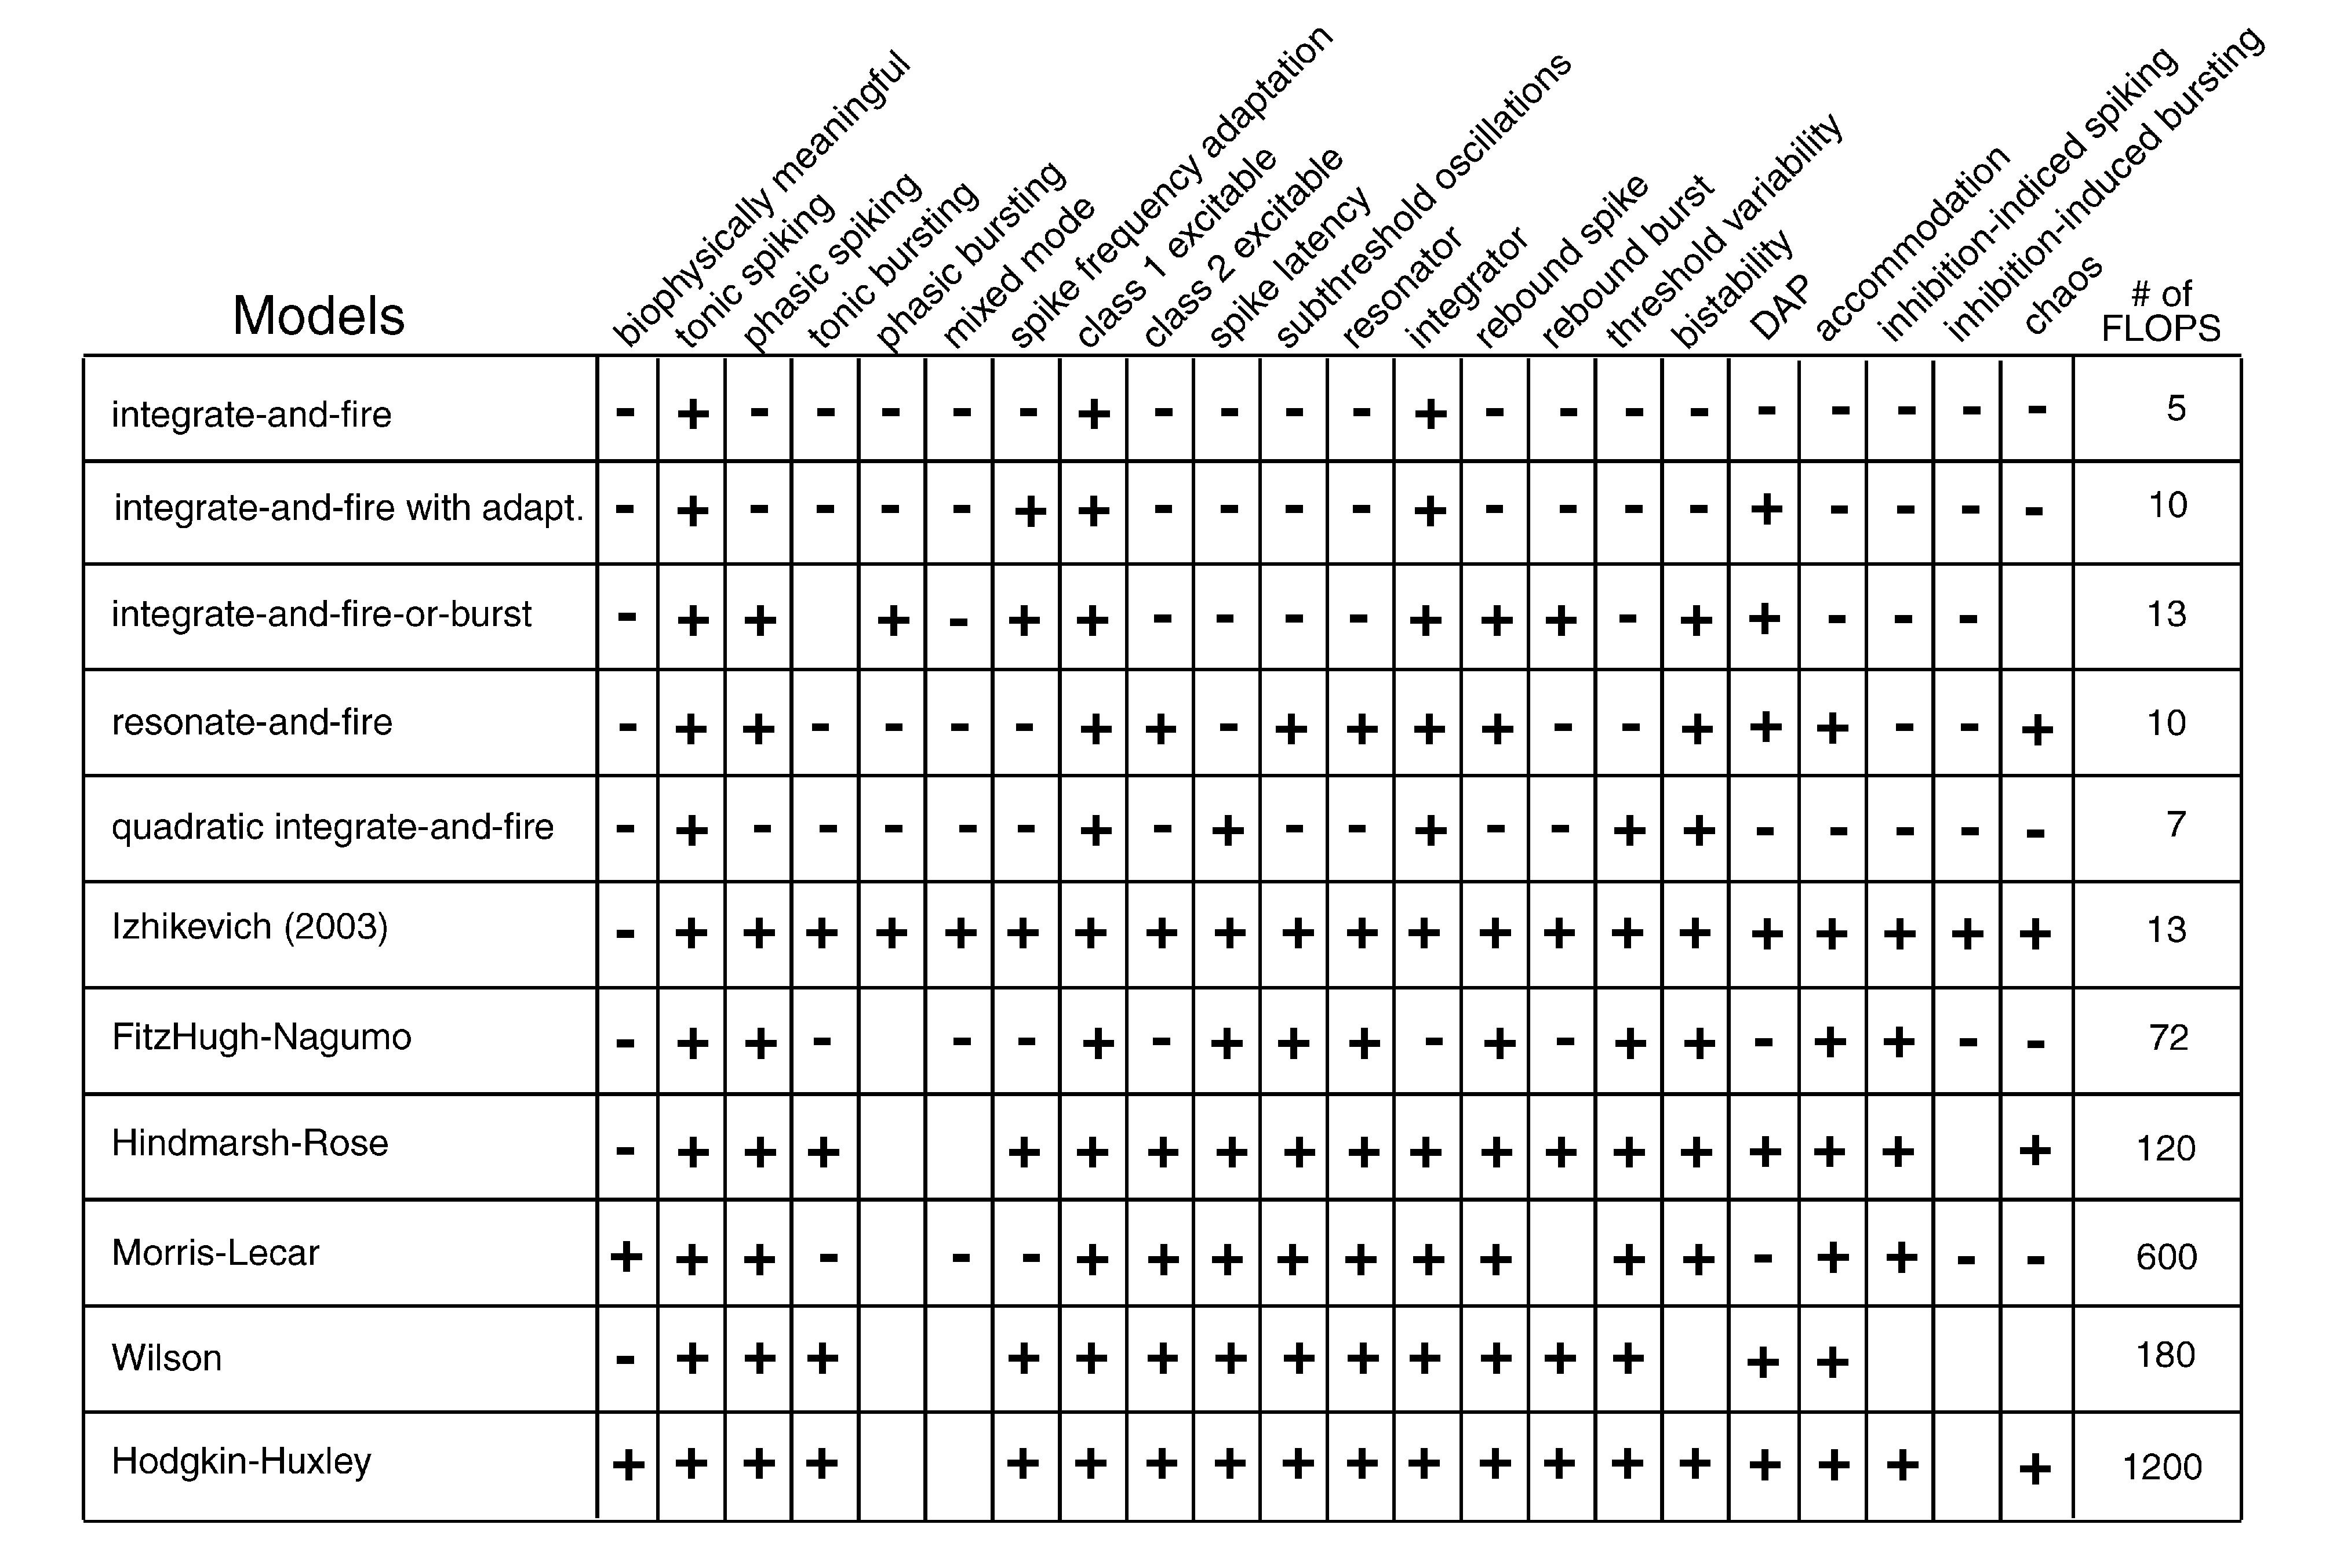 biophysically meaningful
tonic spiking
phasic spiking
tonic bursting
phasic bursting
mixed mode
spike frequency adaptation
class 1 excitable
class 2 excitable
spike latency
subthreshold oscillations
resonator
integrator
rebound spike
rebound burst
threshold variability
bistability
DAP
accommodation
inhibition-indiced spiking
inhibition-induced bursting
chaos
Models
# of
FLOPS
integrate-and-fire - + - - - - - + - - - - + - - - - - - - - - 5
integrate-and-fire with adapt. - + - - - - + + - - - - + - - - - + - - - - 10
integrate-and-fire-or-burst - + + + - + + - - - - + + + - + + - - - 13
resonate-and-fire - + + - - - - + + - + + + + - - + + + - - + 10
quadratic integrate-and-fire - + - - - - - + - + - - + - - + + - - - - - 7
Izhikevich (2003) - + + + + + + + + + + + + + + + + + + + + + 13
FitzHugh-Nagumo - + + - - - + - + + + - + - + + - + + - - 72
Hindmarsh-Rose - + + + + + + + + + + + + + + + + + + 120
Morris-Lecar + + + - - - + + + + + + + + + - + + - - 600
Wilson - + + + + + + + + + + + + + + + 180
Hodgkin-Huxley + + + + + + + + + + + + + + + + + + + 1200